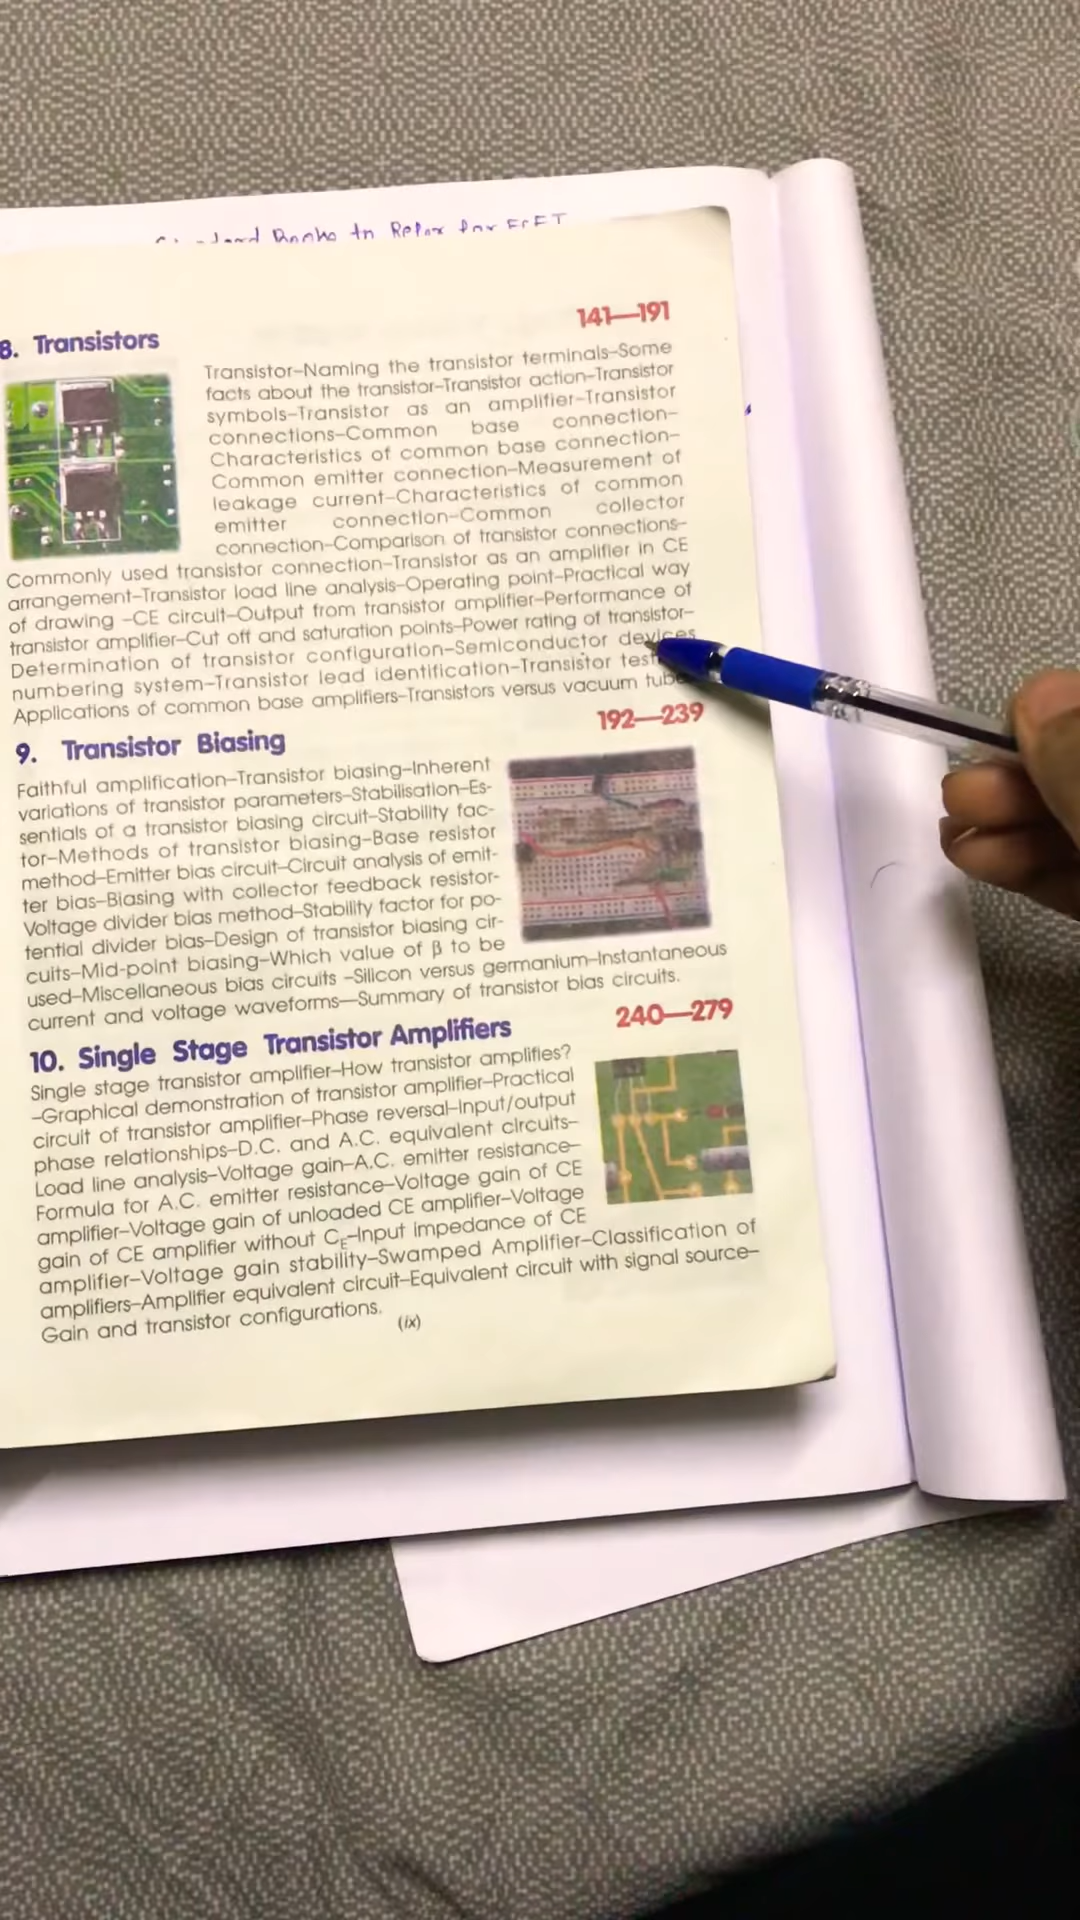 Books to Refer for
8. Transistors
141—191
Transistor–Naming the transistor terminals–Some
facts about the transistor–Transistor action–Transistor
symbols–Transistor as an amplifier–Transistor
connections–Common base connection–
Characteristics of common base connection–
Common emitter connection–Measurement of
leakage current–Characteristics of common
emitter connection–Common collector
connection–Comparison of transistor connections–
Commonly used transistor connection–Transistor as an amplifier in CE
arrangement–Transistor load line analysis–Operating point–Practical way
of drawing –CE circuit–Output from transistor amplifier–Performance of
transistor amplifier–Cut off and saturation points–Power rating of transistor–
Determination of transistor configuration–Semiconductor devices
numbering system–Transistor lead identification–Transistor
Applications of common base amplifiers–Transistors versus vacuum
9. Transistor Biasing
192—239
Faithful amplification–Transistor biasing–Inherent
variations of transistor parameters–Stabilisation–Es-
sentials of a transistor biasing circuit–Stability fac-
tor–Methods of transistor biasing–Base resistor
method–Emitter bias circuit–Circuit analysis of emit-
ter bias–Biasing with collector feedback resistor–
Voltage divider bias method–Stability factor for po-
tential divider bias–Design of transistor biasing cir-
cuits–Mid-point biasing–Which value of β to be
used–Miscellaneous bias circuits –Silicon versus germanium–Instantaneous
current and voltage waveforms—Summary of transistor bias circuits.
10. Single Stage Transistor Amplifiers
240—279
Single stage transistor amplifier–How transistor amplifies?
–Graphical demonstration of transistor amplifier–Practical
circuit of transistor amplifier–Phase reversal–Input/output
phase relationships–D.C. and A.C. equivalent circuits–
Load line analysis–Voltage gain–A.C. emitter resistance–
Formula for A.C. emitter resistance–Voltage gain of CE
amplifier–Voltage gain of unloaded CE amplifier–Voltage
gain of CE amplifier without CE–Input impedance of CE
amplifier–Voltage gain stability–Swamped Amplifier–Classification of
amplifiers–Amplifier equivalent circuit–Equivalent circuit with signal source–
Gain and transistor configurations.
(ix)